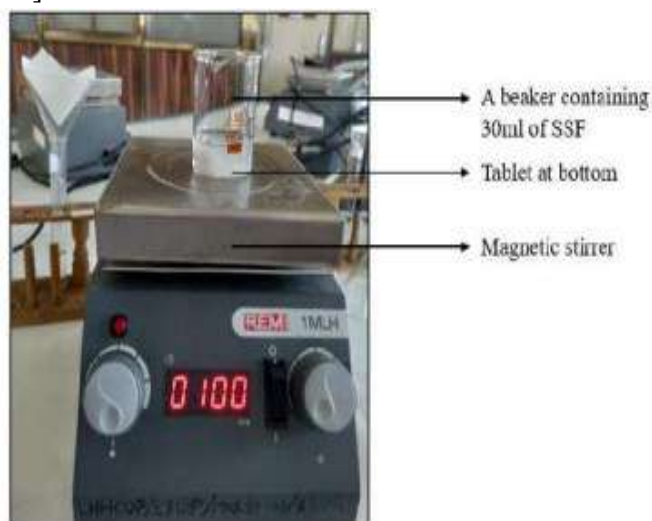 A beaker containing
30ml of SSF
Tablet at bottom
Magnetic stirrer
REMI 1MLH
0100